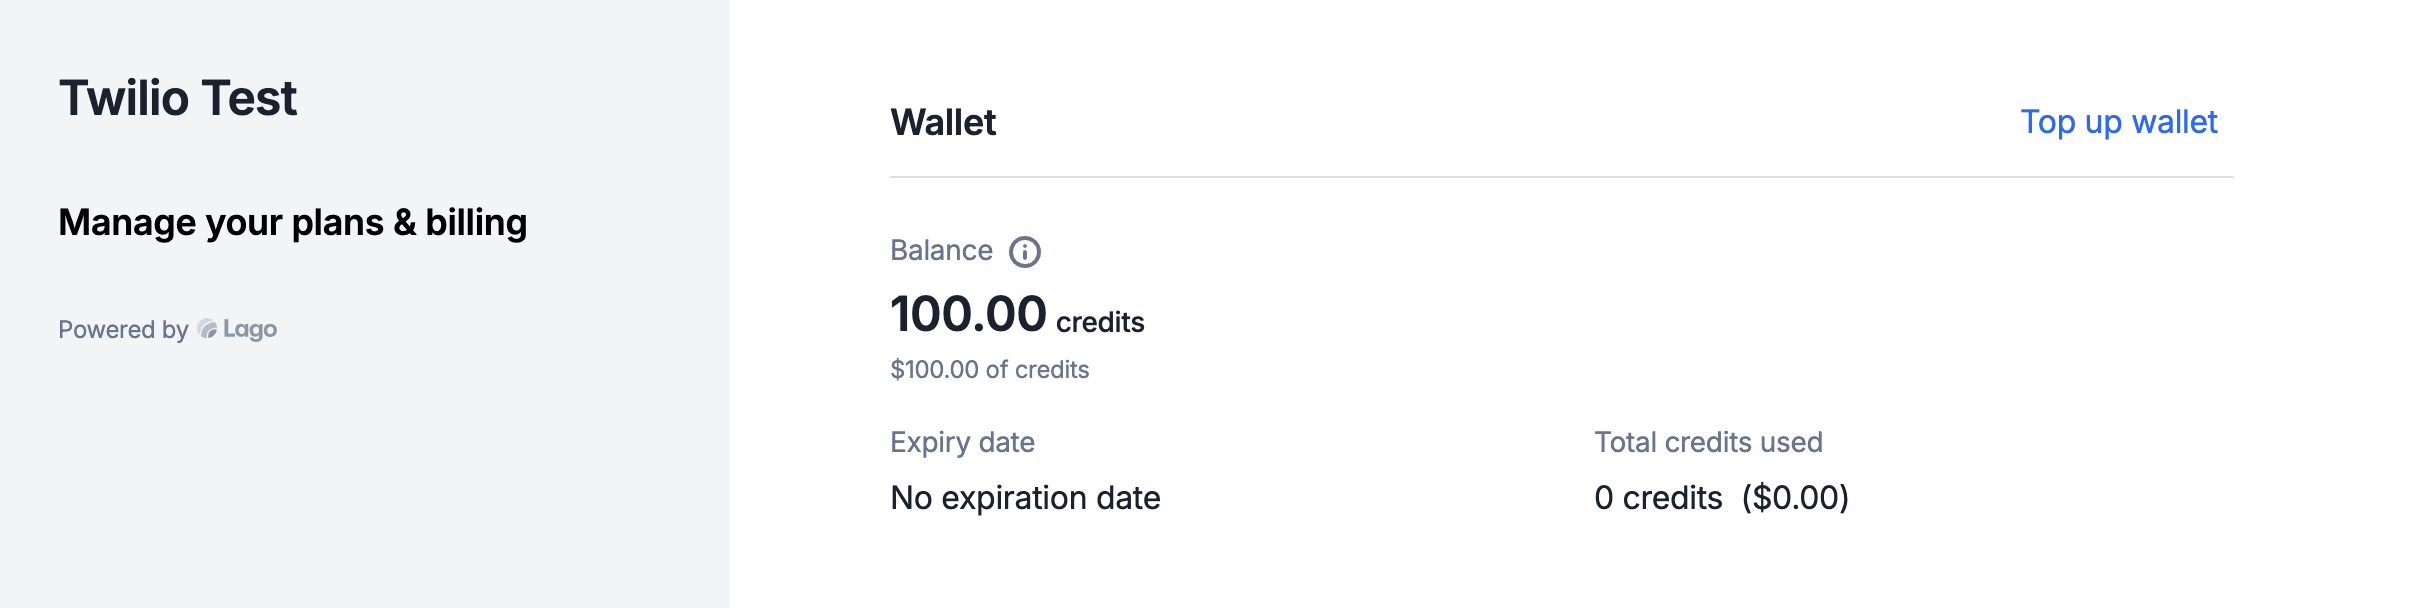 Twilio Test
Manage your plans & billing
Powered by Lago
Wallet
Top up wallet
Balance
100.00 credits
$100.00 of credits
Expiry date
No expiration date
Total credits used
0 credits ($0.00)